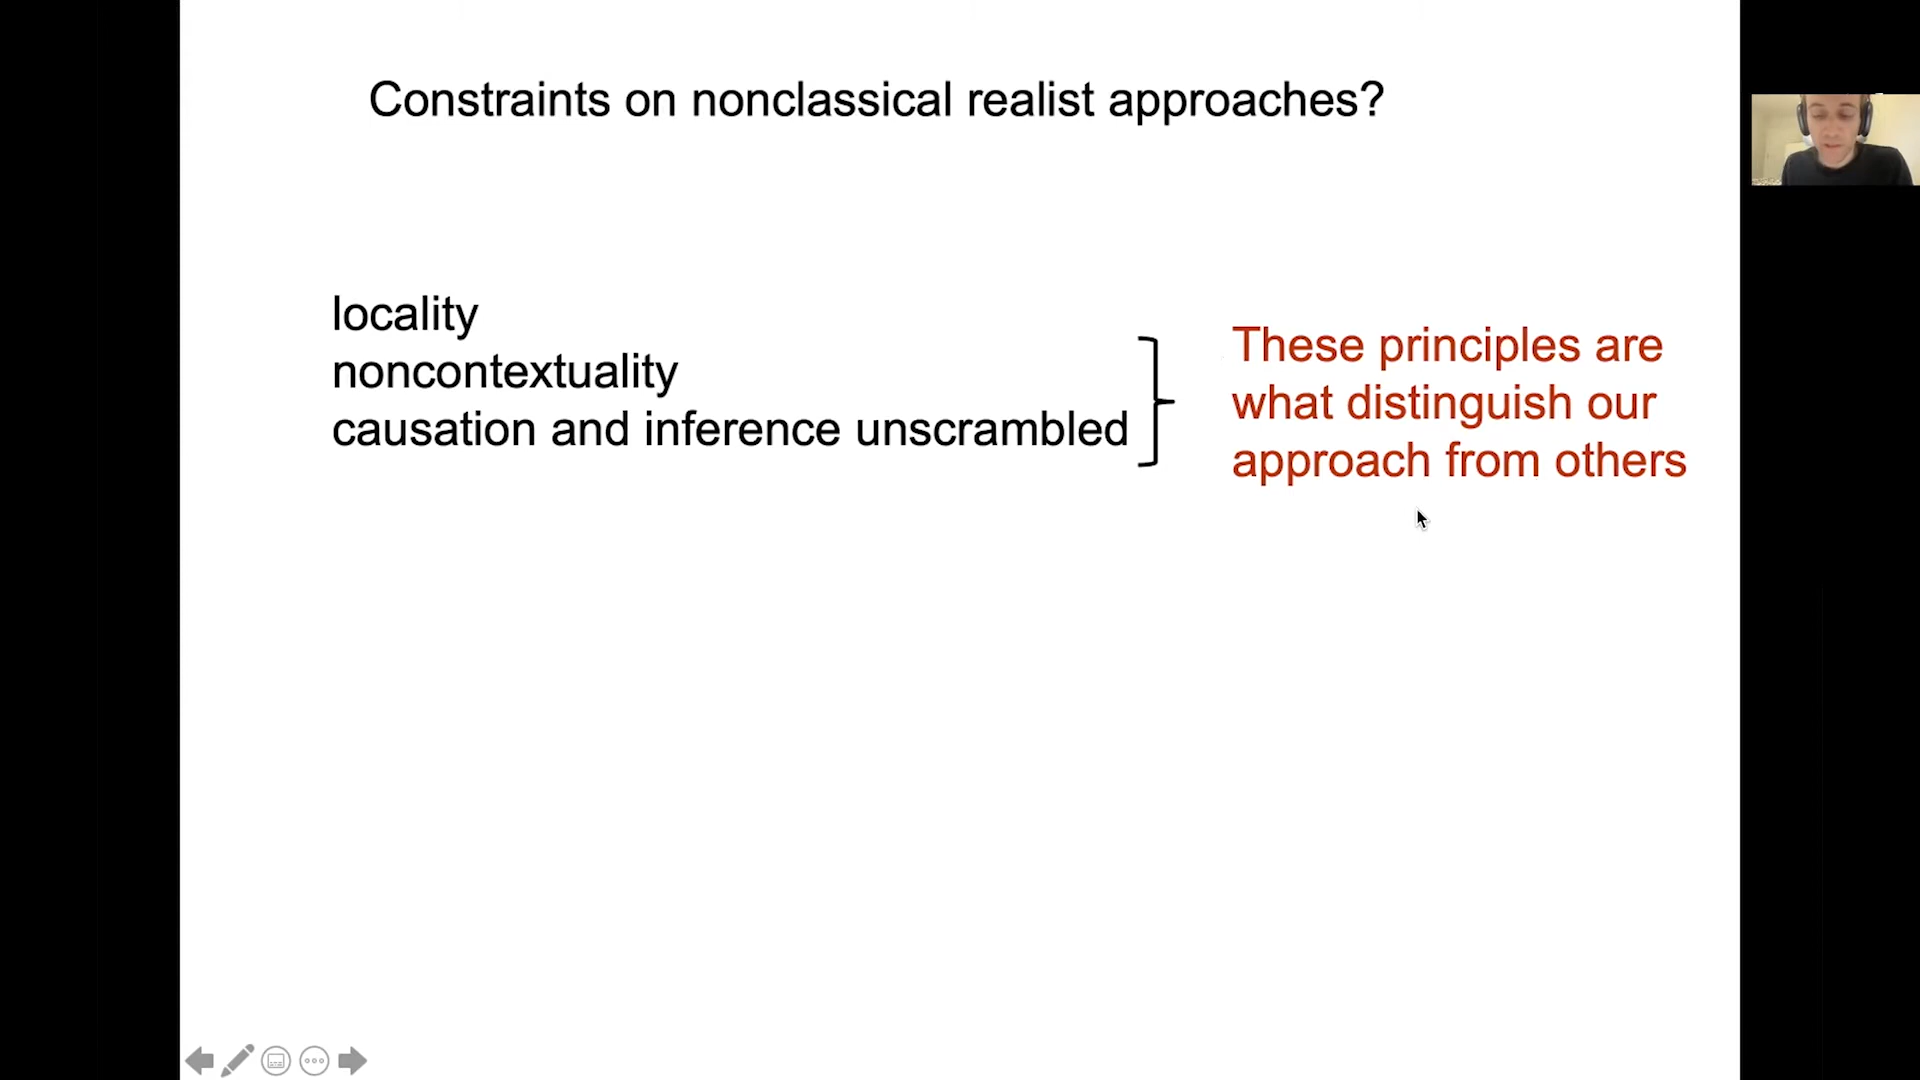 Constraints on nonclassical realist approaches?
locality
noncontextuality
causation and inference unscrambled
These principles are
what distinguish our
approach from others